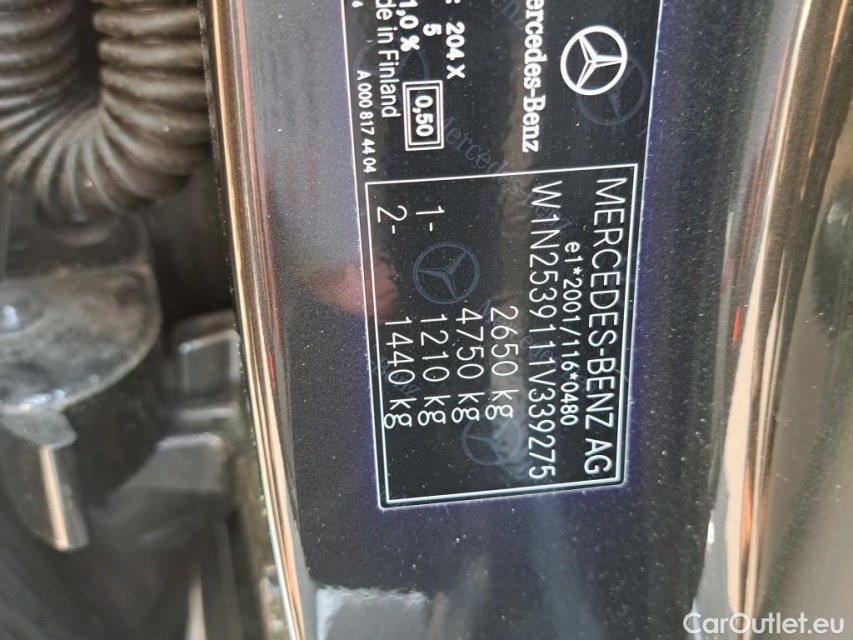 Mercedes-Benz
204 X
5
1,0 %
0,50
in Finland
A 000 817 44 04
MERCEDES-BENZ AG
e1*2001/116*0480
W1N2539111V339275
2650 kg
4750 kg
1- 1210 kg
2- 1440 kg
CarOutlet.eu